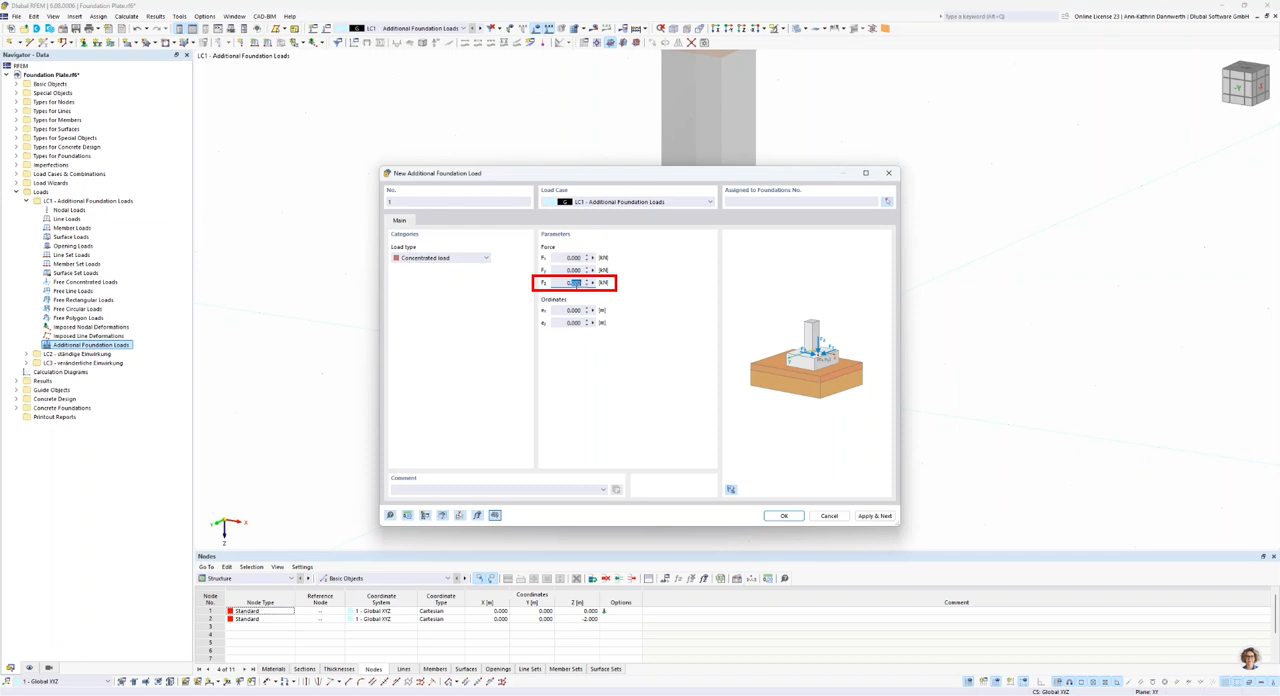 Dlubal RFEM | 6.08.0006 | Foundation Plate.rf6*
File Edit View Insert Assign Calculate Results Tools Options Window CAD-BIM Help
Type a keyword (Alt+Q)
Online License 23 | Ann-Kathrin Dannwerth | Dlubal Software GmbH
G LC1 Additional Foundation Loads
Navigator - Data
RFEM
Foundation Plate.rf6*
Basic Objects
Special Objects
Types for Nodes
Types for Lines
Types for Members
Types for Surfaces
Types for Special Objects
Types for Concrete Design
Types for Foundations
Imperfections
Load Cases & Combinations
Load Wizards
Loads
LC1 - Additional Foundation Loads
Nodal Loads
Line Loads
Member Loads
Surface Loads
Opening Loads
Line Set Loads
Member Set Loads
Surface Set Loads
Free Concentrated Loads
Free Line Loads
Free Rectangular Loads
Free Circular Loads
Free Polygon Loads
Imposed Nodal Deformations
Imposed Line Deformations
Additional Foundation Loads
LC2 - ständige Einwirkung
LC3 - veränderliche Einwirkung
Calculation Diagrams
Results
Guide Objects
Concrete Design
Concrete Foundations
Printout Reports
LC1 - Additional Foundation Loads
-Y
New Additional Foundation Load
No.
1
Load Case
G LC1 - Additional Foundation Loads
Assigned to Foundations No.
Main
Categories
Load type
Concentrated load
Parameters
Force
Fx 0.000 [kN]
Fy 0.000 [kN]
Fz [kN]
Ordinates
ex 0.000 [m]
ey 0.000 [m]
Comment
OK Cancel Apply & Next
X
Y
Z
Nodes
Go To Edit Selection View Settings
Structure Basic Objects
Node No. Node Type Reference Node Coordinate System Coordinate Type Coordinates X [m] Y [m] Z [m] Options Comment
1 Standard -- 1 - Global XYZ Cartesian 0.000 0.000 0.000
2 Standard -- 1 - Global XYZ Cartesian 0.000 0.000 -2.000
3
4
5
6
7
4 of 11 Materials Sections Thicknesses Nodes Lines Members Surfaces Openings Line Sets Member Sets Surface Sets
1 - Global XYZ
CS: Global XYZ Plane: XY